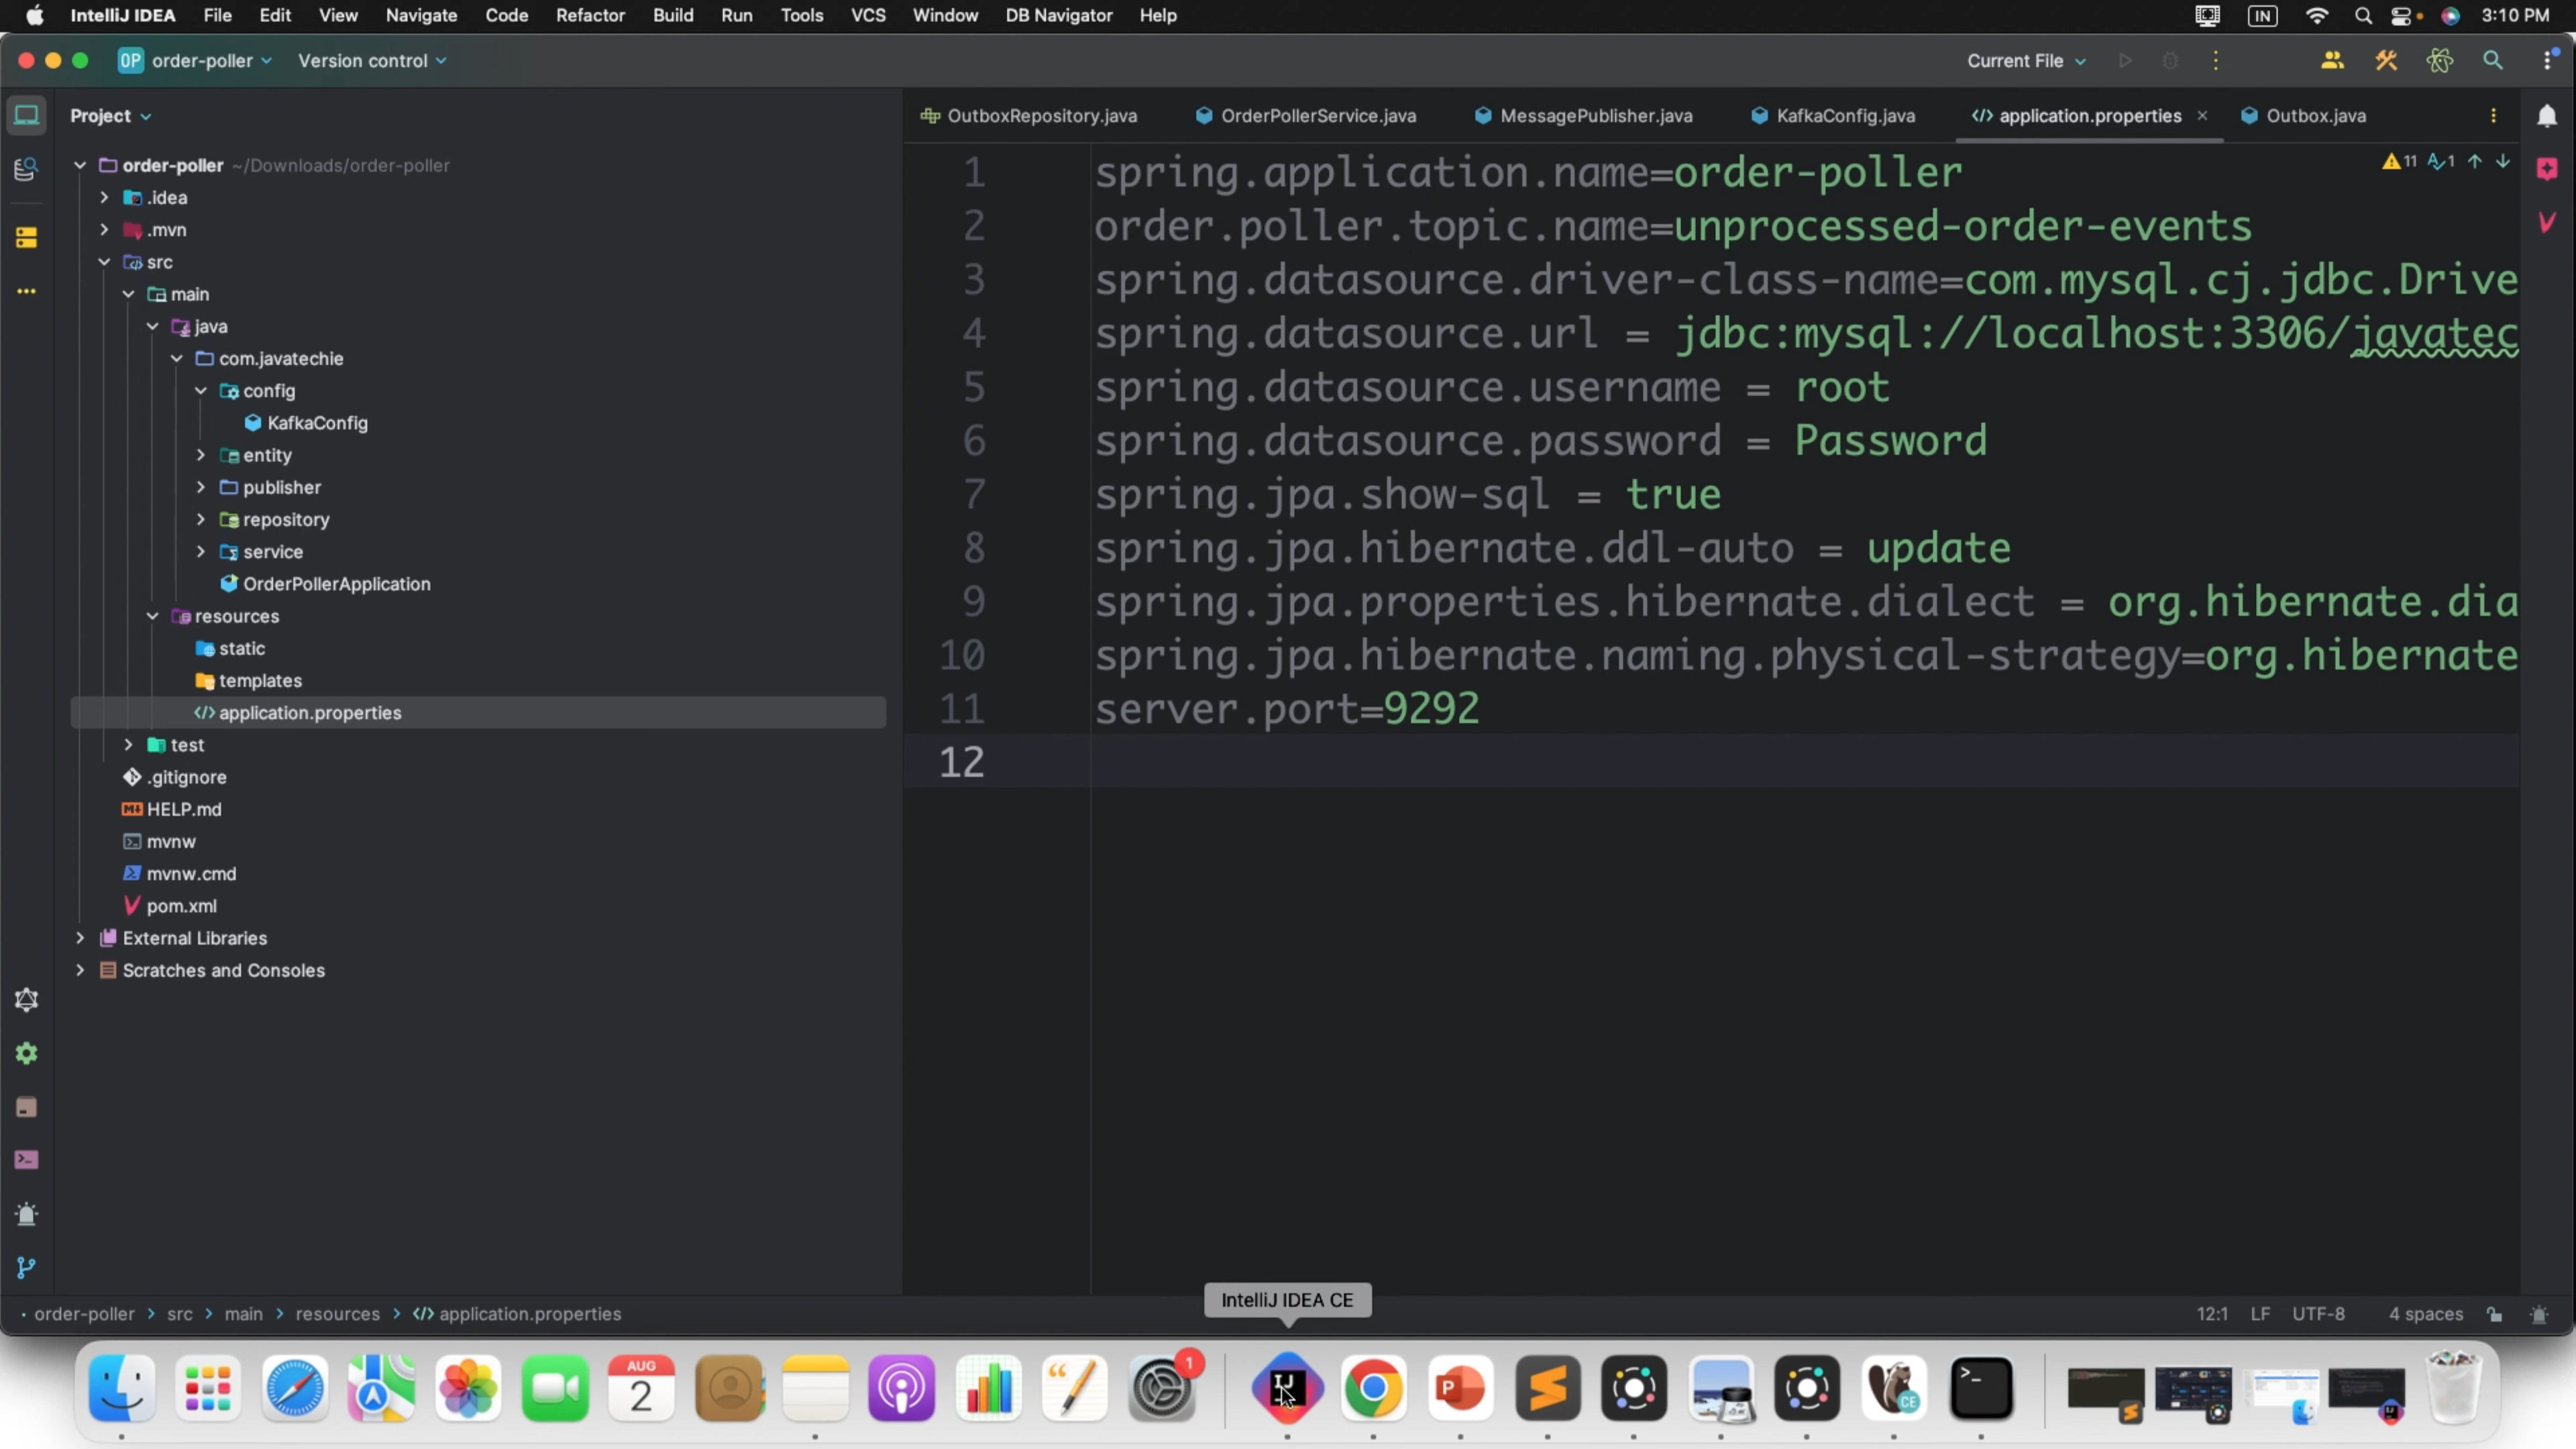 IntelliJ IDEA File Edit View Navigate Code Refactor Build Run Tools VCS Window DB Navigator Help IN 3:10 PM
OP order-poller Version control Current File
Project
OutboxRepository.java OrderPollerService.java MessagePublisher.java KafkaConfig.java application.properties Outbox.java
order-poller ~/Downloads/order-poller
.idea
.mvn
src
main
java
com.javatechie
config
KafkaConfig
entity
publisher
repository
service
OrderPollerApplication
resources
static
templates
application.properties
test
.gitignore
HELP.md
mvnw
mvnw.cmd
pom.xml
External Libraries
Scratches and Consoles
11 1
1 spring.application.name=order-poller
2 order.poller.topic.name=unprocessed-order-events
3 spring.datasource.driver-class-name=com.mysql.cj.jdbc.Drive
4 spring.datasource.url = jdbc:mysql://localhost:3306/javatec
5 spring.datasource.username = root
6 spring.datasource.password = Password
7 spring.jpa.show-sql = true
8 spring.jpa.hibernate.ddl-auto = update
9 spring.jpa.properties.hibernate.dialect = org.hibernate.dia
10 spring.jpa.hibernate.naming.physical-strategy=org.hibernate
11 server.port=9292
12
IntelliJ IDEA CE
order-poller > src > main > resources > application.properties 12:1 LF UTF-8 4 spaces
AUG
2
1
IJ
P
CE